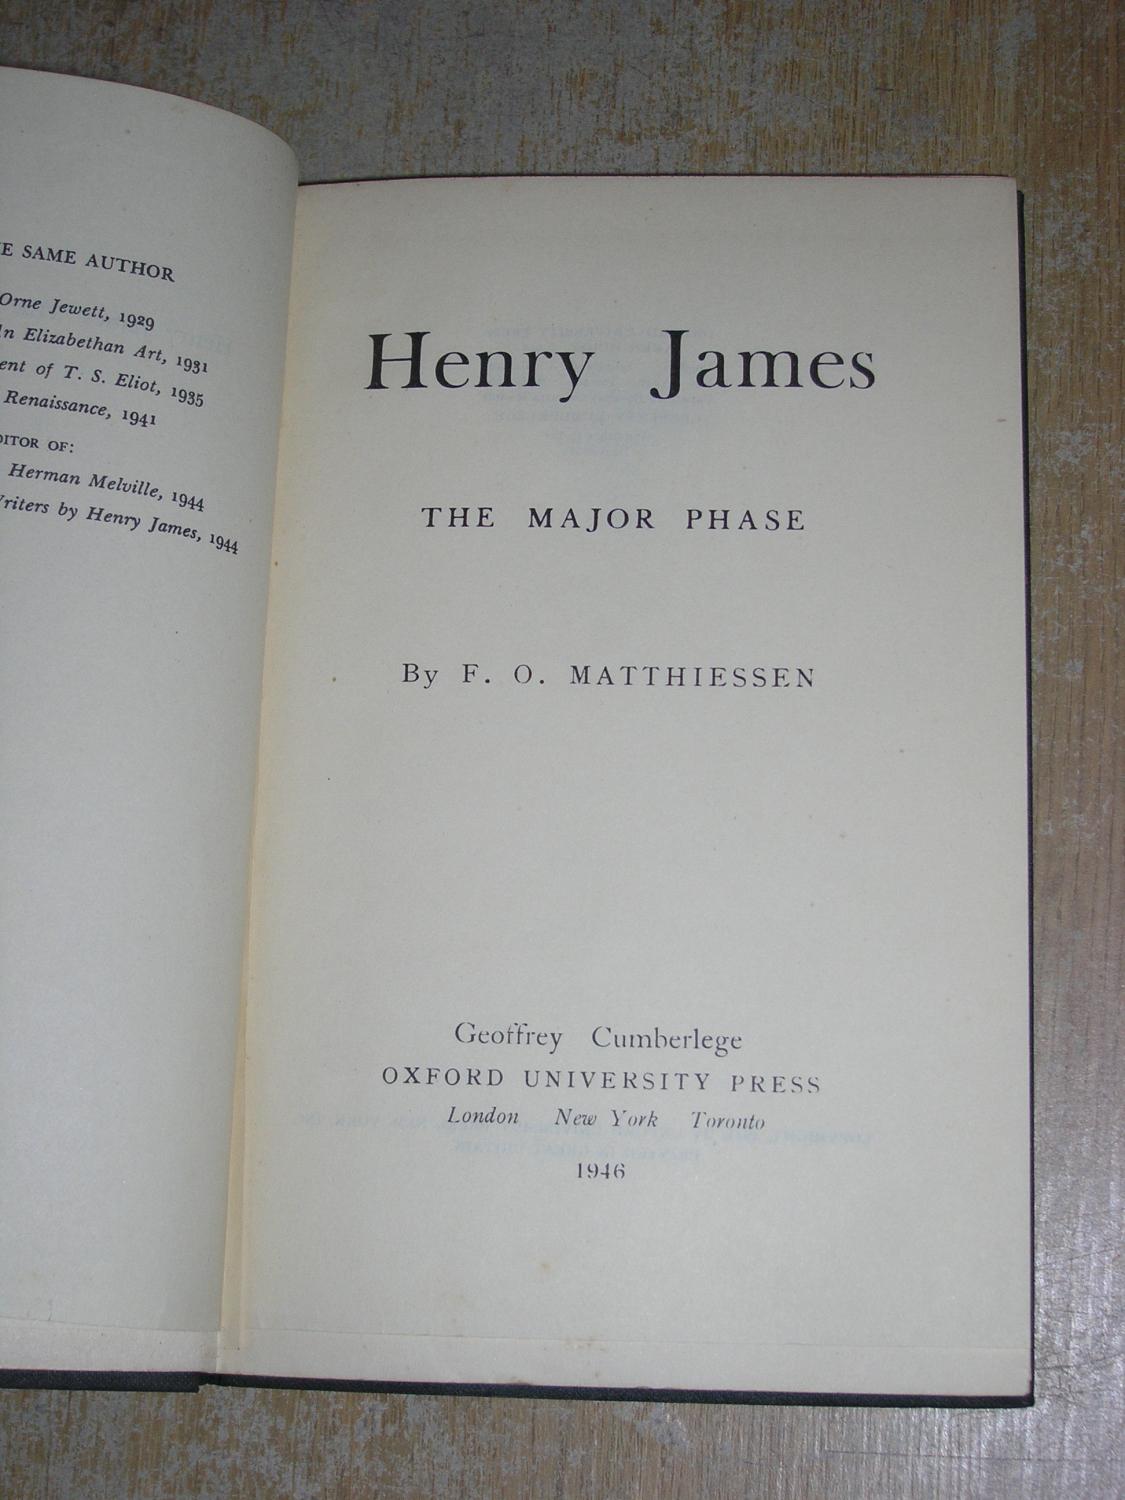 E SAME AUTHOR
Orne Jewett, 1929
n Elizabethan Art, 1931
ent of T. S. Eliot, 1935
Renaissance, 1941
DITOR OF:
Herman Melville, 1944
Writers by Henry James, 1944
Henry James
THE MAJOR PHASE
By F. O. MATTHIESSEN
Geoffrey Cumberlege
OXFORD UNIVERSITY PRESS
London New York Toronto
1946